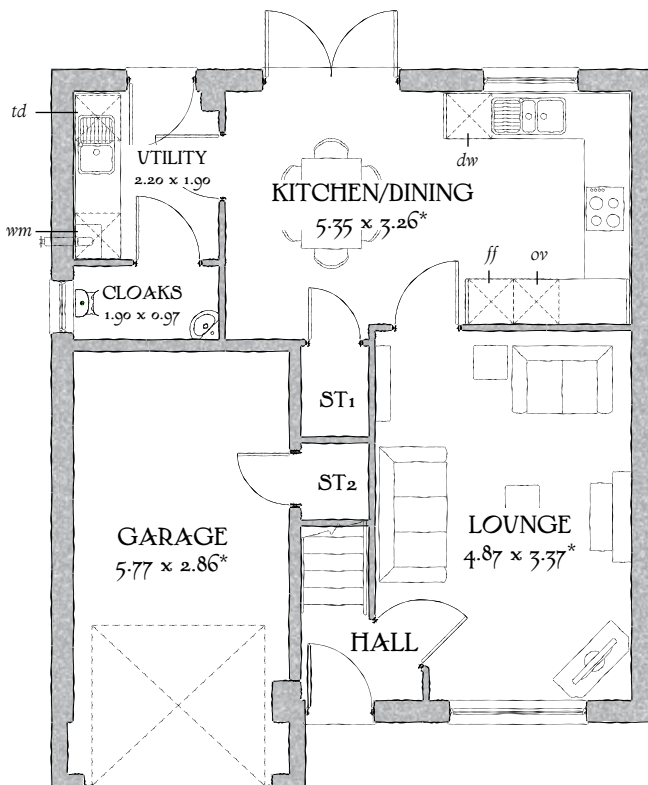 td
UTILITY
2.20 x 1.90
dw
KITCHEN/DINING
5.35 x 3.26*
wm
ff
ov
CLOAKS
1.90 x 0.97
ST1
ST2
GARAGE
5.77 x 2.86*
LOUNGE
4.87 x 3.37*
HALL